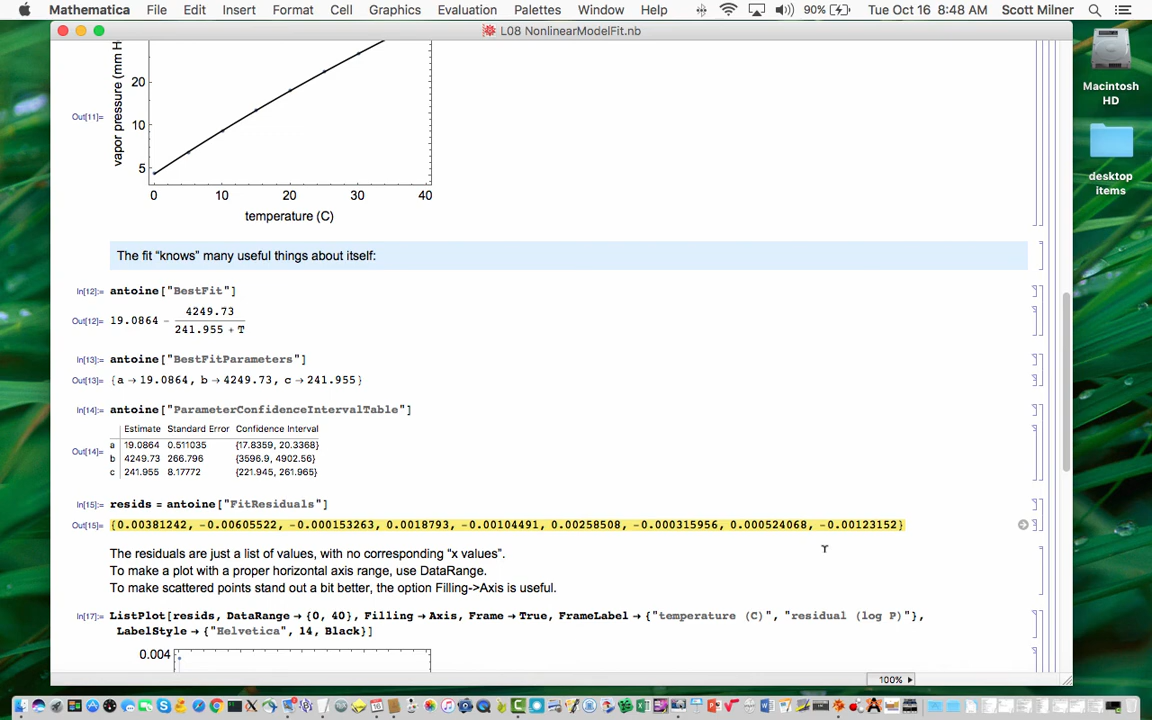 Mathematica File Edit Insert Format Cell Graphics Evaluation Palettes Window Help 90% Tue Oct 16 8:48 AM Scott Milner
L08 NonlinearModelFit.nb
Macintosh HD
desktop items
vapor pressure (mm H
20
10
5
Out[11]=
0 10 20 30 40
temperature (C)
The fit “knows” many useful things about itself:
In[12]:= antoine["BestFit"]
Out[12]= 19.0864 - 4249.73 / 241.955 + T
In[13]:= antoine["BestFitParameters"]
Out[13]= {a → 19.0864, b → 4249.73, c → 241.955}
In[14]:= antoine["ParameterConfidenceIntervalTable"]
Out[14]=
Estimate Standard Error Confidence Interval
a 19.0864 0.511035 {17.8359, 20.3368}
b 4249.73 266.796 {3596.9, 4902.56}
c 241.955 8.17772 {221.945, 261.965}
In[15]:= resids = antoine["FitResiduals"]
Out[15]= {0.00381242, -0.00605522, -0.000153263, 0.0018793, -0.00104491, 0.00258508, -0.000315956, 0.000524068, -0.00123152}
The residuals are just a list of values, with no corresponding “x values”.
To make a plot with a proper horizontal axis range, use DataRange.
To make scattered points stand out a bit better, the option Filling->Axis is useful.
In[17]:= ListPlot[resids, DataRange → {0, 40}, Filling → Axis, Frame → True, FrameLabel → {"temperature (C)", "residual (log P)"},
LabelStyle → {"Helvetica", 14, Black}]
0.004
100%